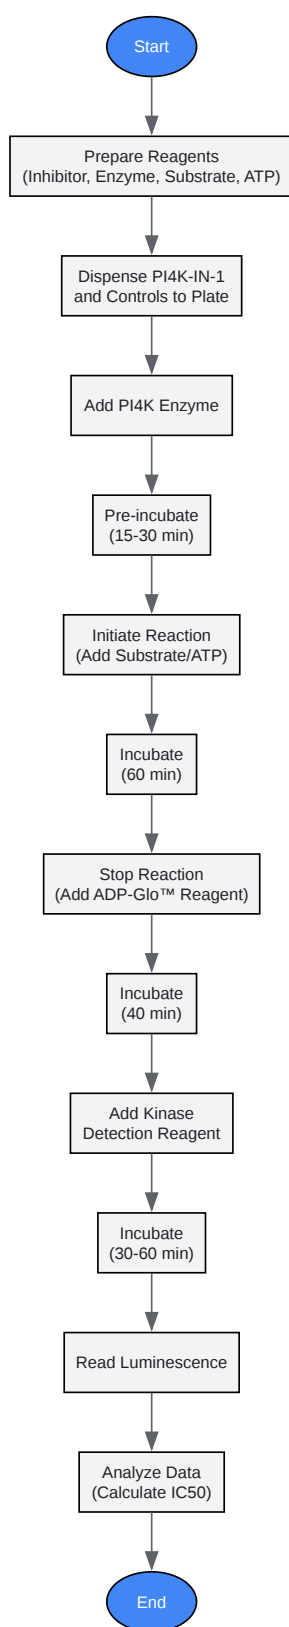 Start
Prepare Reagents
(Inhibitor, Enzyme, Substrate, ATP)
Dispense PI4K-IN-1
and Controls to Plate
Add PI4K Enzyme
Pre-incubate
(15-30 min)
Initiate Reaction
(Add Substrate/ATP)
Incubate
(60 min)
Stop Reaction
(Add ADP-Glo™ Reagent)
Incubate
(40 min)
Add Kinase
Detection Reagent
Incubate
(30-60 min)
Read Luminescence
Analyze Data
(Calculate IC50)
End